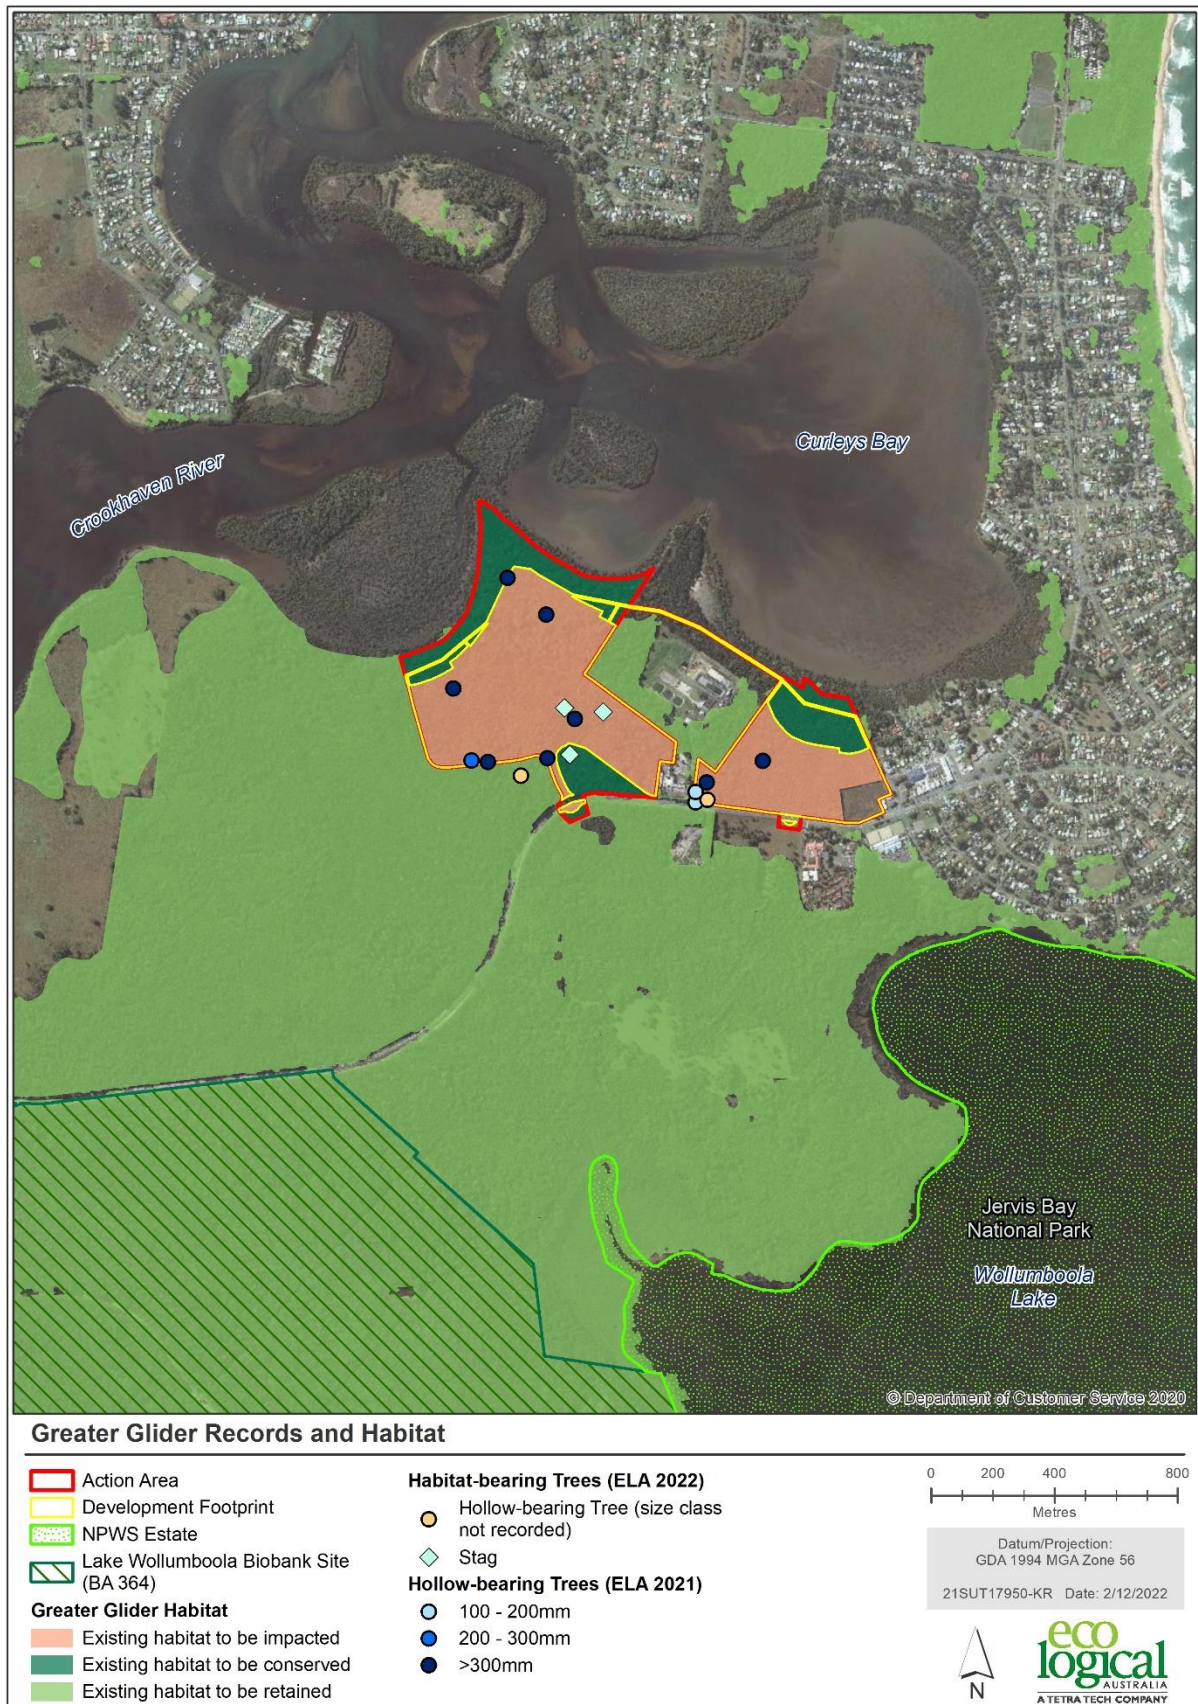 Curleys Bay
Crookhaven River
Jervis Bay
National Park
Wollumboola
Lake
© Department of Customer Service 2020
Greater Glider Records and Habitat
Action Area
Development Footprint
NPWS Estate
Lake Wollumboola Biobank Site
(BA 364)
Greater Glider Habitat
Existing habitat to be impacted
Existing habitat to be conserved
Existing habitat to be retained
Habitat-bearing Trees (ELA 2022)
Hollow-bearing Tree (size class
not recorded)
Stag
Hollow-bearing Trees (ELA 2021)
100 - 200mm
200 - 300mm
>300mm
0 200 400 800
Metres
Datum/Projection:
GDA 1994 MGA Zone 56
21SUT17950-KR Date: 2/12/2022
N
eco
logical
AUSTRALIA
A TETRA TECH COMPANY